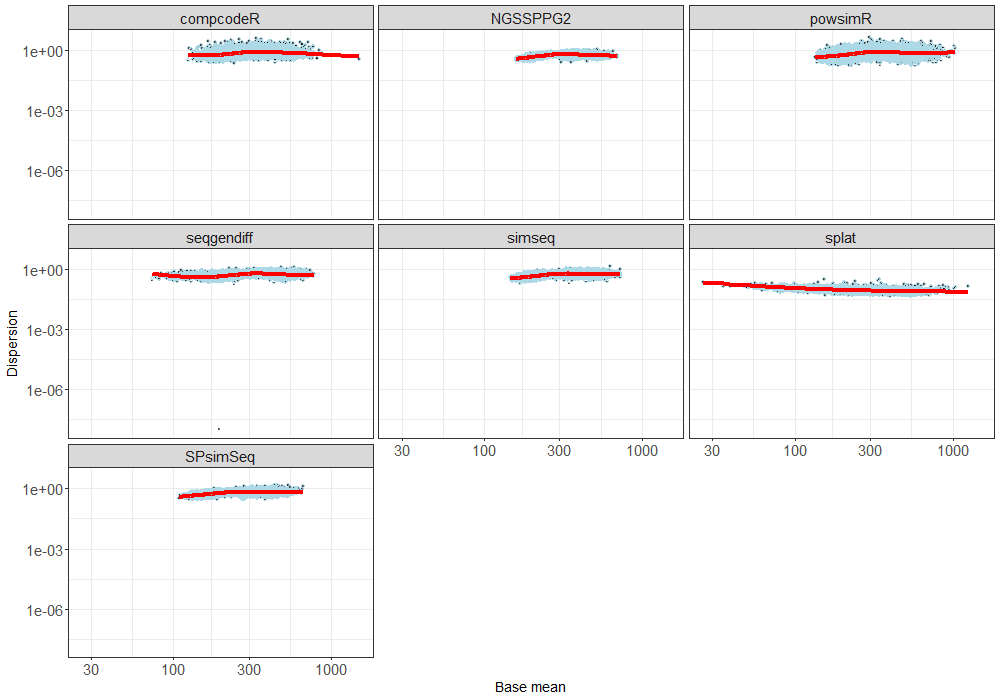 compcodeR NGSSPPG2 powsimR
1e+00
1e-03
1e-06
seqgendiff simseq splat
1e+00
1e-03
1e-06
Dispersion
30 100 300 1000 30 100 300 1000
SPsimSeq
1e+00
1e-03
1e-06
30 100 300 1000
Base mean